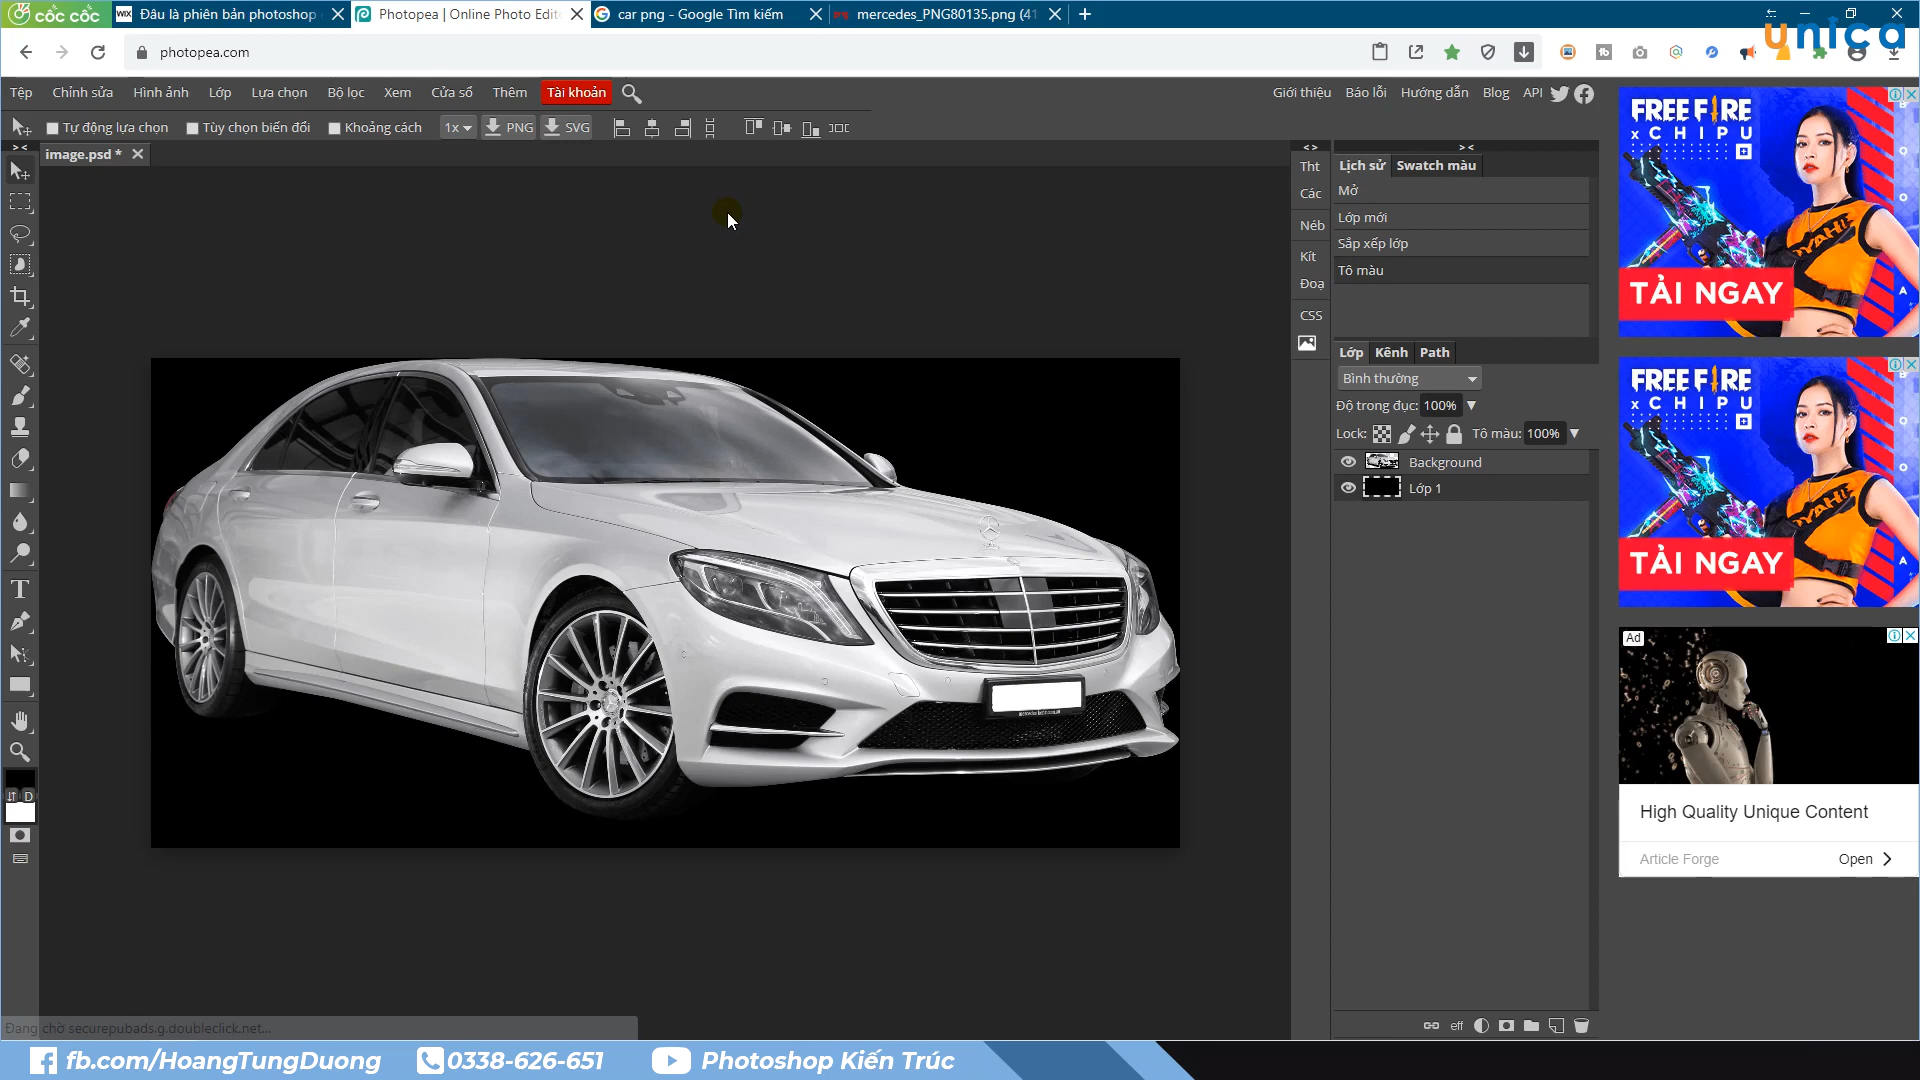 cốc cốc
WIX Đâu là phiên bản photoshop
Photopea | Online Photo Edit
car png - Google Tìm kiếm
mercedes_PNG80135.png (41
unica
photopea.com
Tệp Chỉnh sửa Hình ảnh Lớp Lựa chọn Bộ lọc Xem Cửa sổ Thêm Tài khoản
Giới thiệu Báo lỗi Hướng dẫn Blog API
Tự động lựa chọn Tùy chọn biến đổi Khoảng cách 1x PNG SVG
> <
image.psd *
< >
> <
Tht
Các
Néb
Kít
Đoạ
CSS
Lịch sử Swatch màu
Mở
Lớp mới
Sắp xếp lớp
Tô màu
Lớp Kênh Path
Bình thường
Độ trong đục: 100%
Lock: Tô màu: 100%
Background
Lớp 1
eff
D
FREE FIRE
x CHIPU
TẢI NGAY
FREE FIRE
x CHIPU
TẢI NGAY
Ad
High Quality Unique Content
Article Forge Open
Đang chờ securepubads.g.doubleclick.net...
fb.com/HoangTungDuong 0338-626-651 Photoshop Kiến Trúc